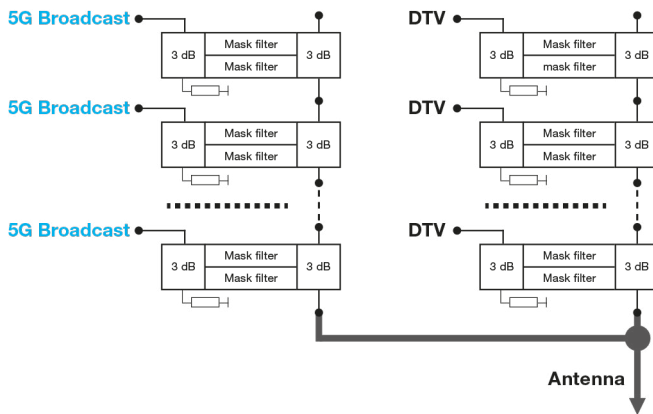 5G Broadcast
3 dB
Mask filter
Mask filter
3 dB
DTV
3 dB
Mask filter
mask filter
3 dB
5G Broadcast
3 dB
Mask filter
Mask filter
3 dB
DTV
3 dB
Mask filter
Mask filter
3 dB
5G Broadcast
3 dB
Mask filter
Mask filter
3 dB
DTV
3 dB
Mask filter
Mask filter
3 dB
Antenna